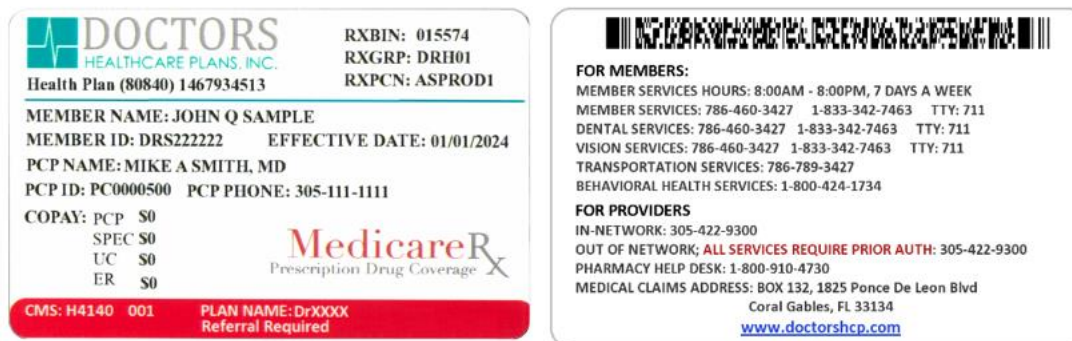 DOCTORS
HEALTHCARE PLANS, INC.
Health Plan (80840) 1467934513
RXBIN: 015574
RXGRP: DRH01
RXPCN: ASPROD1
MEMBER NAME: JOHN Q SAMPLE
MEMBER ID: DRS222222 EFFECTIVE DATE: 01/01/2024
PCP NAME: MIKE A SMITH, MD
PCP ID: PC0000500 PCP PHONE: 305-111-1111
COPAY: PCP $0
SPEC $0
UC $0
ER $0
MedicareRx
Prescription Drug Coverage
CMS: H4140 001 PLAN NAME: DrXXXX
Referral Required
FOR MEMBERS:
MEMBER SERVICES HOURS: 8:00AM - 8:00PM, 7 DAYS A WEEK
MEMBER SERVICES: 786-460-3427 1-833-342-7463 TTY: 711
DENTAL SERVICES: 786-460-3427 1-833-342-7463 TTY: 711
VISION SERVICES: 786-460-3427 1-833-342-7463 TTY: 711
TRANSPORTATION SERVICES: 786-789-3427
BEHAVIORAL HEALTH SERVICES: 1-800-424-1734
FOR PROVIDERS
IN-NETWORK: 305-422-9300
OUT OF NETWORK; ALL SERVICES REQUIRE PRIOR AUTH: 305-422-9300
PHARMACY HELP DESK: 1-800-910-4730
MEDICAL CLAIMS ADDRESS: BOX 132, 1825 Ponce De Leon Blvd
Coral Gables, FL 33134
www.doctorshcp.com